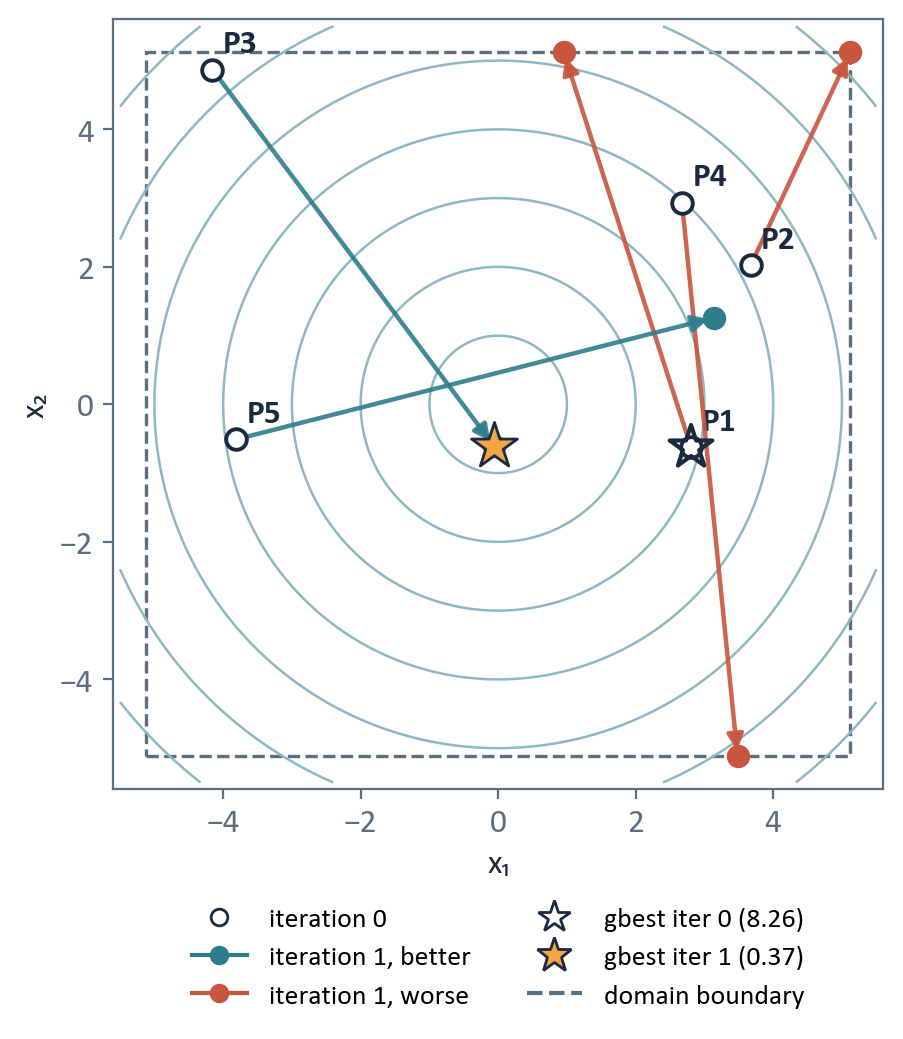 P3
4
P4
P2
2
x₂
0
P5
P1
−2
−4
−4
−2
0
2
4
x₁
iteration 0
gbest iter 0 (8.26)
iteration 1, better
gbest iter 1 (0.37)
iteration 1, worse
domain boundary